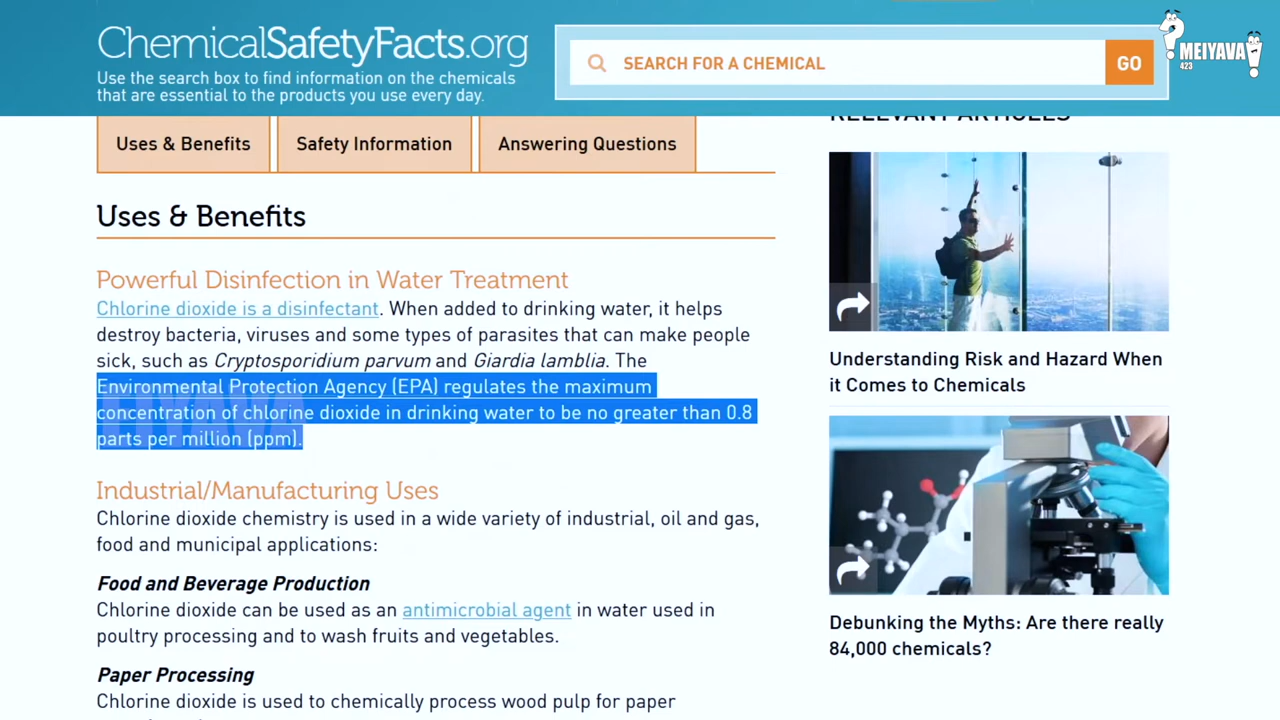 ChemicalSafetyFacts.org
Use the search box to find information on the chemicals
that are essential to the products you use every day.
SEARCH FOR A CHEMICAL
GO
? MEIYAVA !
423
Uses & Benefits
Safety Information
Answering Questions
Uses & Benefits
Powerful Disinfection in Water Treatment
Chlorine dioxide is a disinfectant. When added to drinking water, it helps
destroy bacteria, viruses and some types of parasites that can make people
sick, such as Cryptosporidium parvum and Giardia lamblia. The
Environmental Protection Agency (EPA) regulates the maximum
concentration of chlorine dioxide in drinking water to be no greater than 0.8
parts per million (ppm).
Industrial/Manufacturing Uses
Chlorine dioxide chemistry is used in a wide variety of industrial, oil and gas,
food and municipal applications:
Food and Beverage Production
Chlorine dioxide can be used as an antimicrobial agent in water used in
poultry processing and to wash fruits and vegetables.
Paper Processing
Chlorine dioxide is used to chemically process wood pulp for paper
RELEVANT ARTICLES
Understanding Risk and Hazard When
it Comes to Chemicals
Debunking the Myths: Are there really
84,000 chemicals?